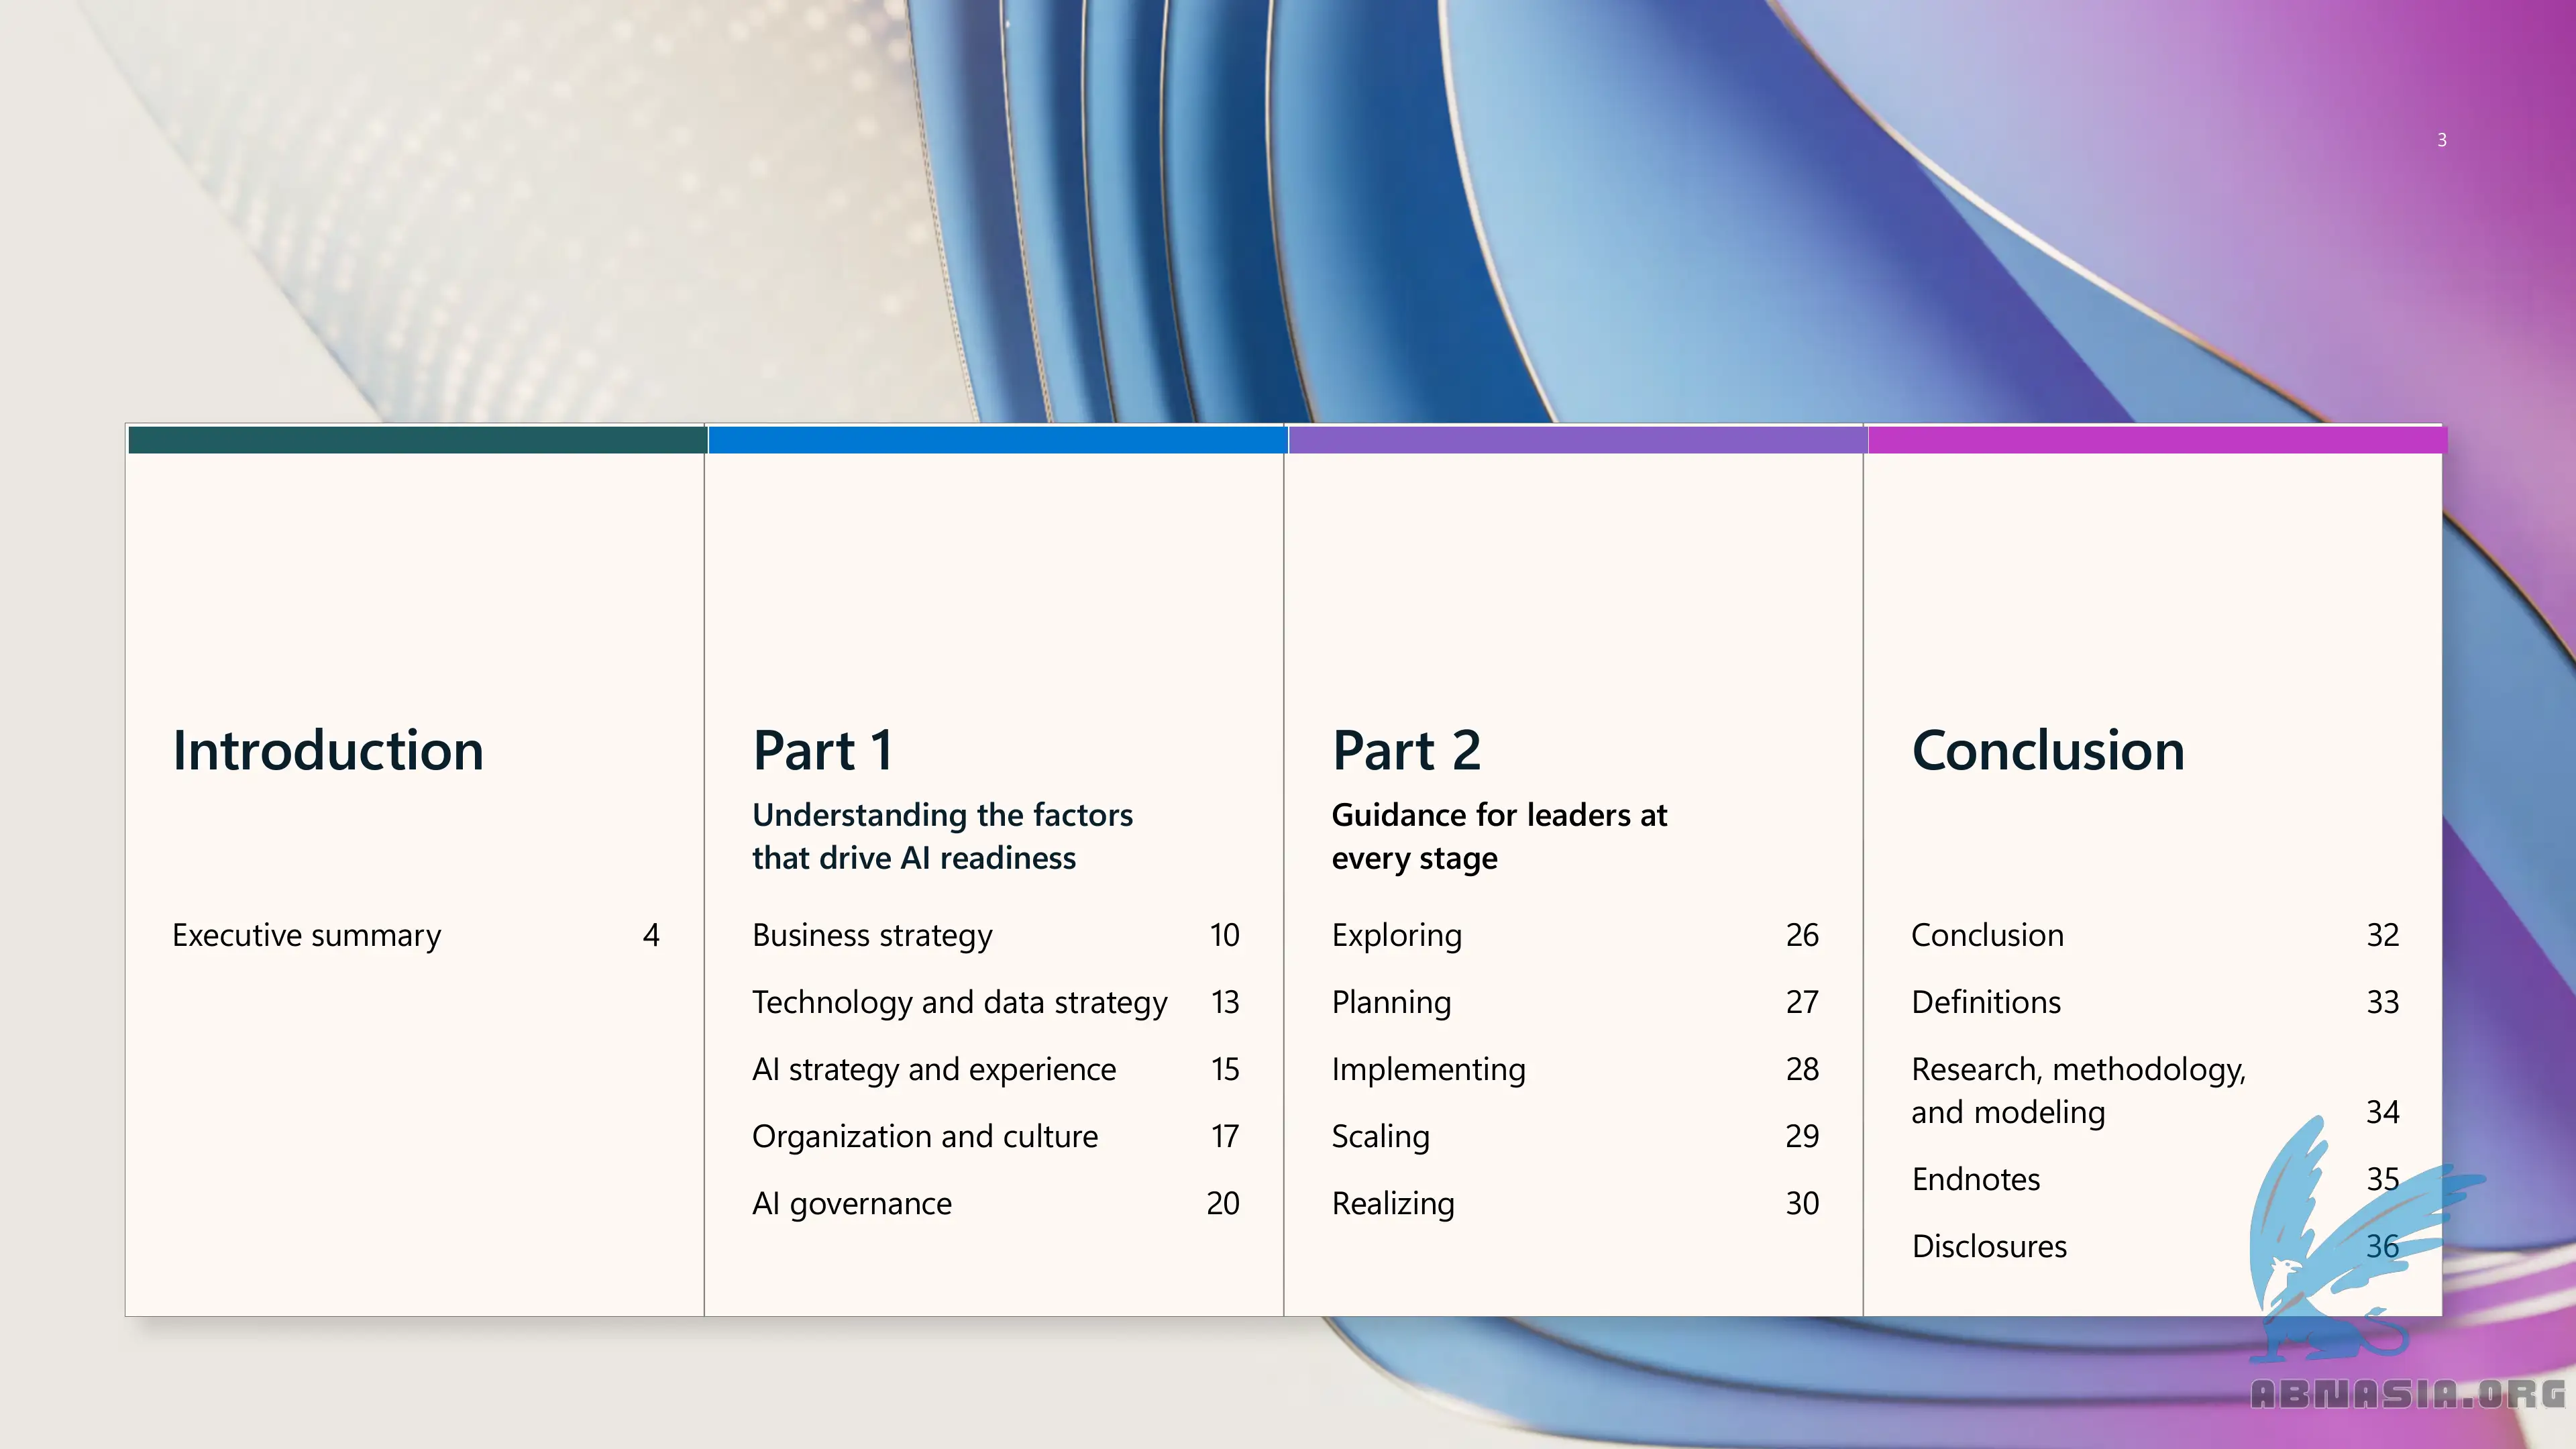 3
Introduction
Executive summary 4
Part 1
Understanding the factors
that drive AI readiness
Business strategy 10
Technology and data strategy 13
AI strategy and experience 15
Organization and culture 17
AI governance 20
Part 2
Guidance for leaders at
every stage
Exploring 26
Planning 27
Implementing 28
Scaling 29
Realizing 30
Conclusion
Conclusion 32
Definitions 33
Research, methodology,
and modeling 34
Endnotes 35
Disclosures 36
ABNASIA.ORG